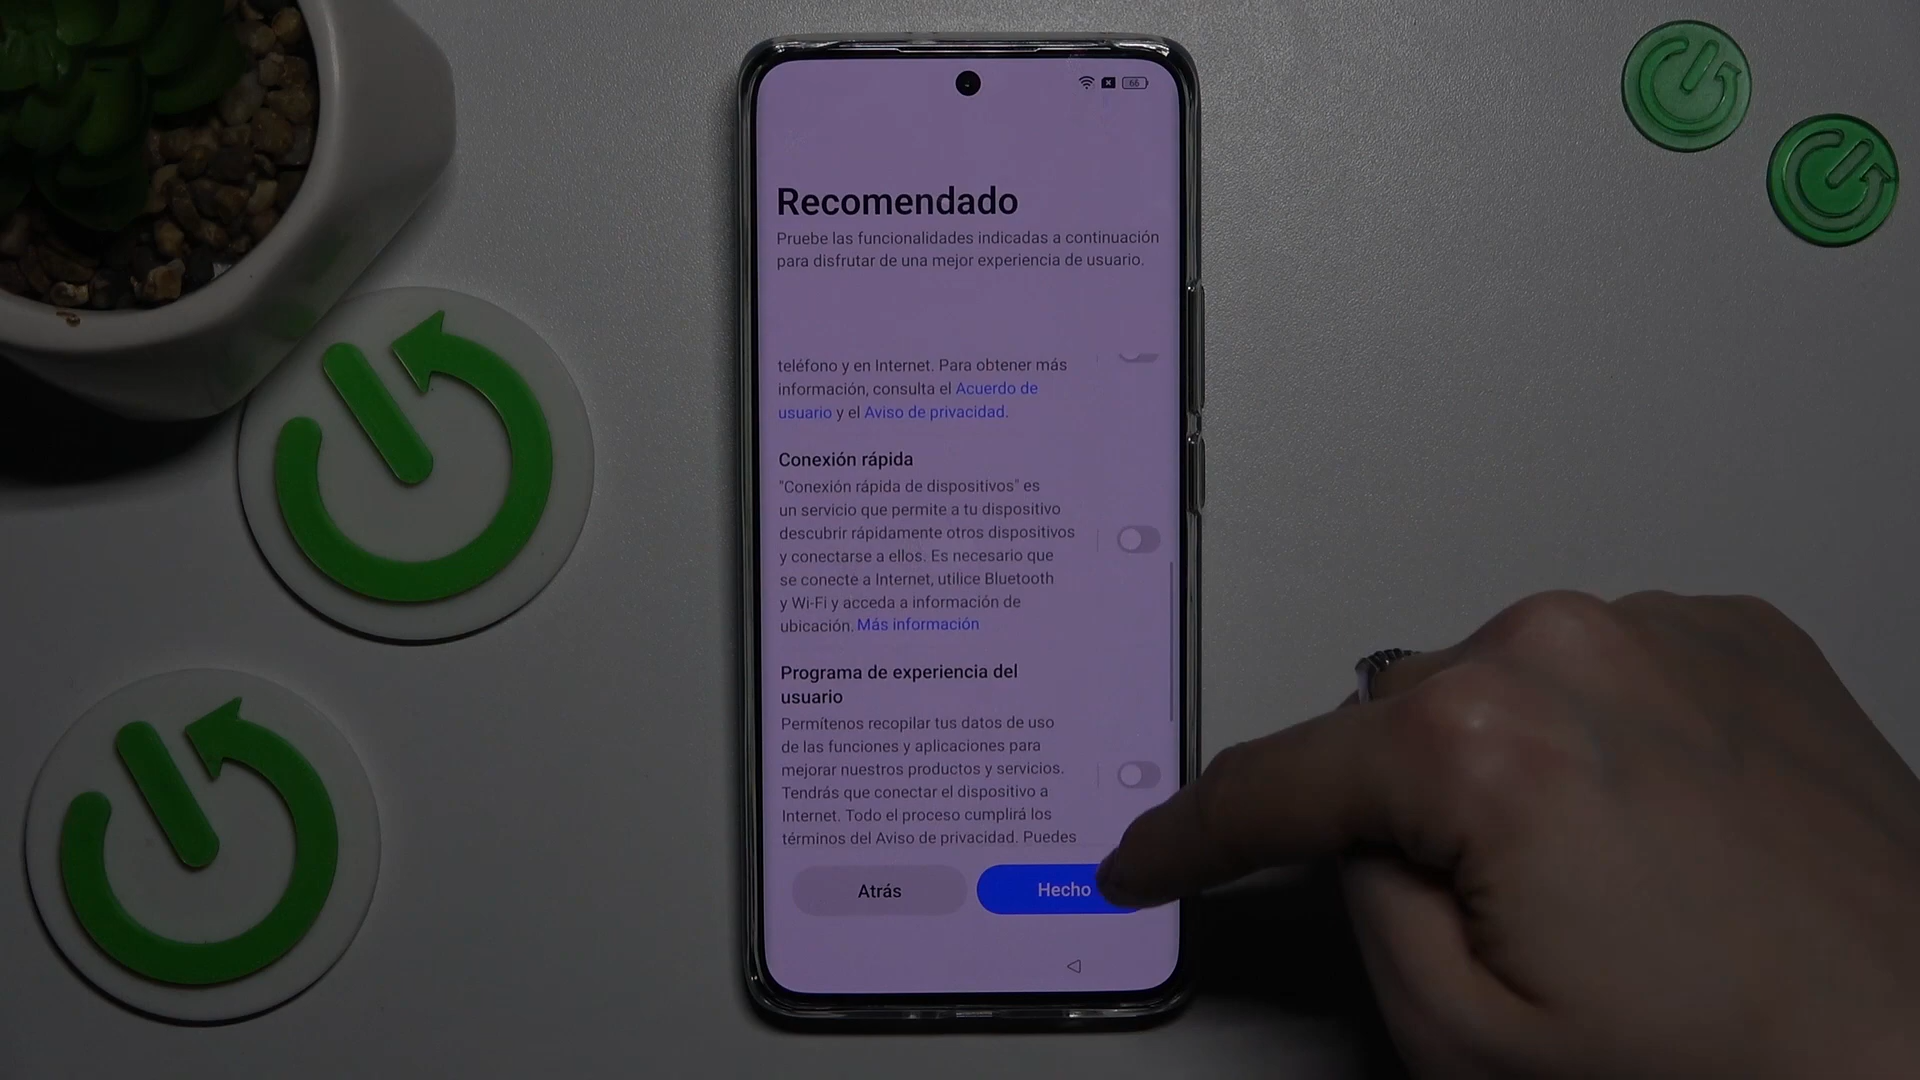 66
Recomendado
Pruebe las funcionalidades indicadas a continuación
para disfrutar de una mejor experiencia de usuario.
teléfono y en Internet. Para obtener más
información, consulta el Acuerdo de
usuario y el Aviso de privacidad.
Conexión rápida
"Conexión rápida de dispositivos" es
un servicio que permite a tu dispositivo
descubrir rápidamente otros dispositivos
y conectarse a ellos. Es necesario que
se conecte a Internet, utilice Bluetooth
y Wi-Fi y acceda a información de
ubicación. Más información
Programa de experiencia del
usuario
Permítenos recopilar tus datos de uso
de las funciones y aplicaciones para
mejorar nuestros productos y servicios.
Tendrás que conectar el dispositivo a
Internet. Todo el proceso cumplirá los
términos del Aviso de privacidad. Puedes
Atrás
Hecho